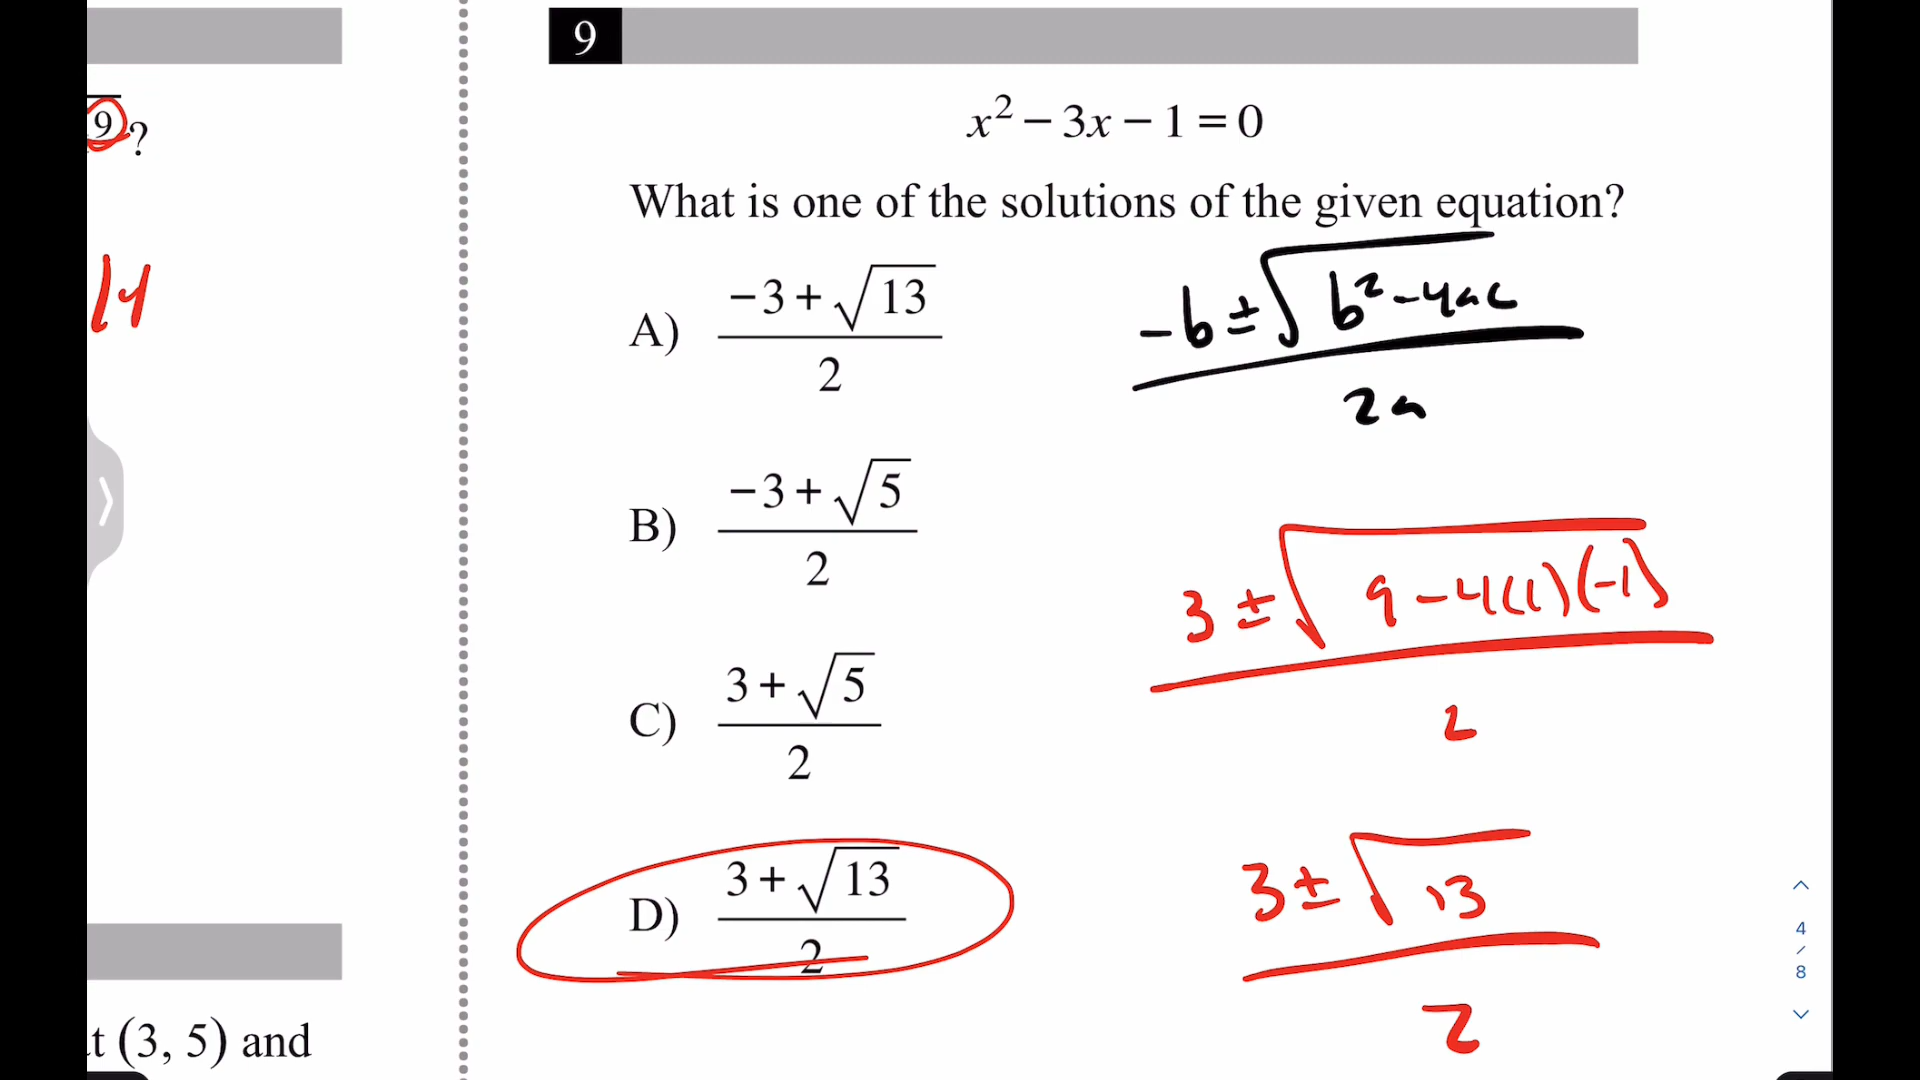 9
9?
14
t (3, 5) and
x² − 3x − 1 = 0
What is one of the solutions of the given equation?
A) (−3 + √13)/2
B) (−3 + √5)/2
C) (3 + √5)/2
D) (3 + √13)/2
(−b ± √(b² − 4ac))/2a
(3 ± √(9 − 4(1)(−1)))/2
(3 ± √13)/2
4
/
8